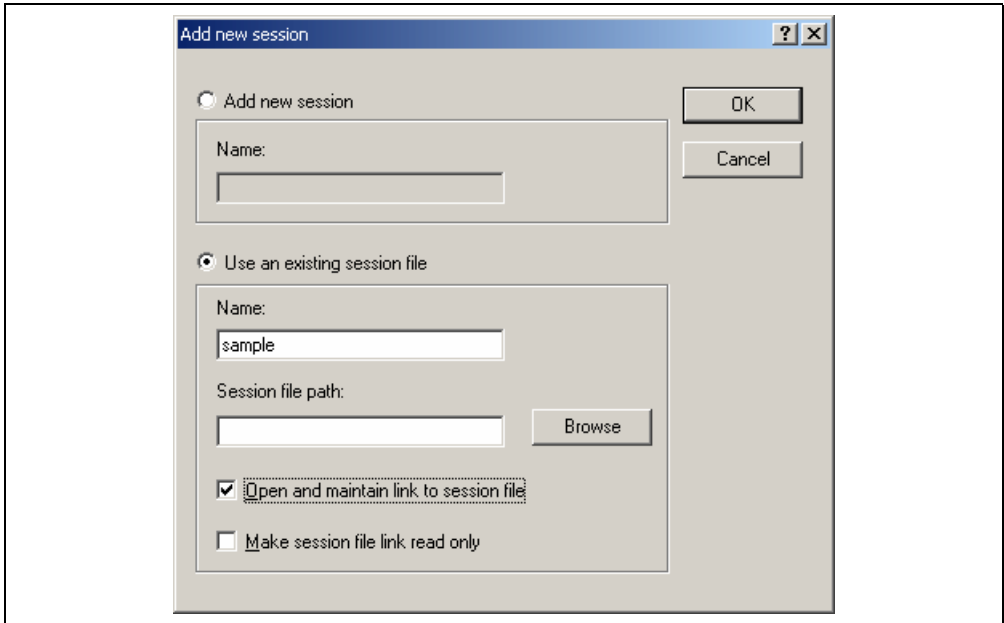 Add new session
Add new session
OK
Name:
Cancel
Use an existing session file
Name:
sample
Session file path:
Browse
Open and maintain link to session file
Make session file link read only